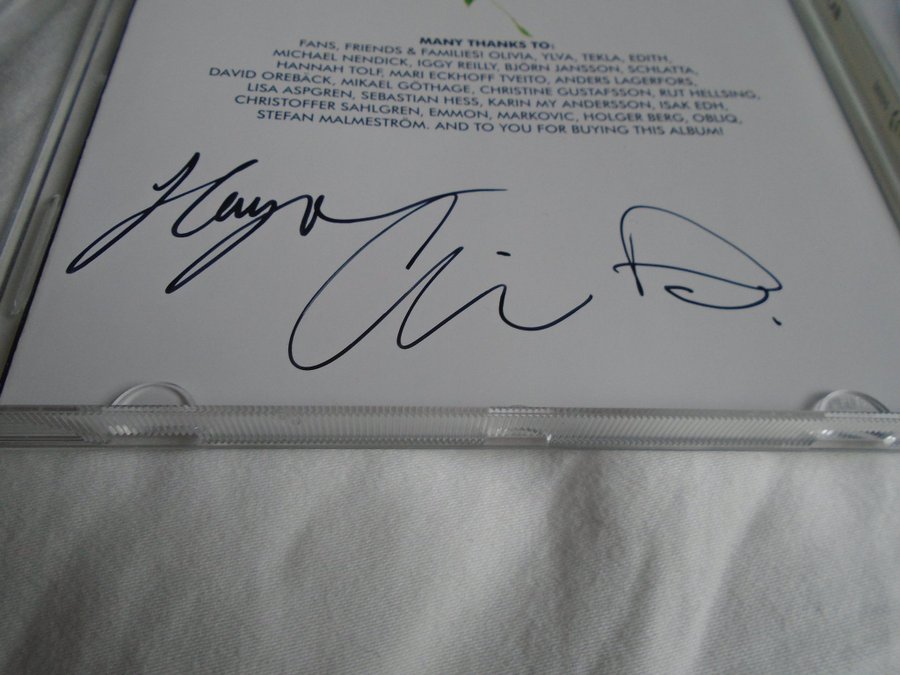 MANY THANKS TO:
FANS, FRIENDS & FAMILIES! OLIVIA, YLVA, TEKLA, EDITH,
MICHAEL NENDICK, IGGY REILLY, BJÖRN JANSSON, SCHLATTA,
HANNAH TOLF, MARI ECKHOFF TVEITO, ANDERS LAGERFORS,
DAVID OREBÄCK, MIKAEL GÖTHAGE, CHRISTINE GUSTAFSSON, RUT HELLSING,
LISA ASPGREN, SEBASTIAN HESS, KARIN MY ANDERSSON, ISAK EDH,
CHRISTOFFER SAHLGREN, EMMON, MARKOVIC, HOLGER BERG, OBLIQ,
STEFAN MALMESTRÖM. AND TO YOU FOR BUYING THIS ALBUM!